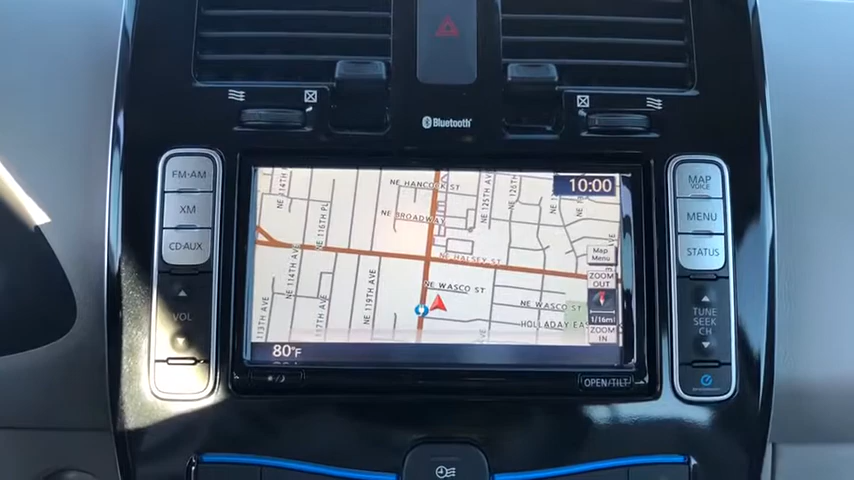 Bluetooth
FM·AM
XM
CD·AUX
VOL
MAP
VOICE
MENU
STATUS
TUNE
SEEK
CH
OPEN/TILT
10:00
NE HANCOCK ST
NE 114TH AVE
NE 116TH PL
NE BROADWAY
NE 125TH
NE 126TH
NE HALSEY ST
NE 114TH AVE
NE 119TH AVE
NE 113TH AVE
NE 117TH AVE
NE WASCO ST
NE WASCO ST
HOLLADAY EAST
Map
Menu
ZOOM
OUT
1/16mi
ZOOM
IN
80°F